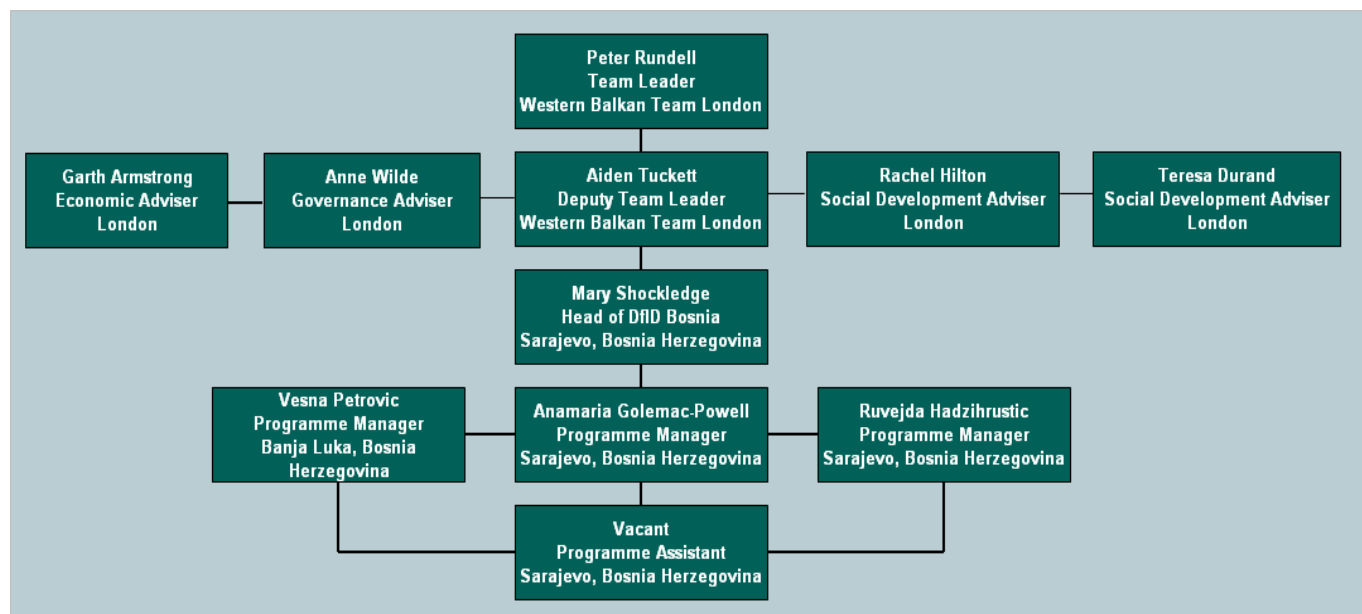 Peter Rundell
Team Leader
Western Balkan Team London
Garth Armstrong
Economic Adviser
London
Anne Wilde
Governance Adviser
London
Aiden Tuckett
Deputy Team Leader
Western Balkan Team London
Rachel Hilton
Social Development Adviser
London
Teresa Durand
Social Development Adviser
London
Mary Shockledge
Head of DfID Bosnia
Sarajevo, Bosnia Herzegovina
Vesna Petrovic
Programme Manager
Banja Luka, Bosnia
Herzegovina
Anamaria Golemac-Powell
Programme Manager
Sarajevo, Bosnia Herzegovina
Ruvejda Hadzihrustic
Programme Manager
Sarajevo, Bosnia Herzegovina
Vacant
Programme Assistant
Sarajevo, Bosnia Herzegovina